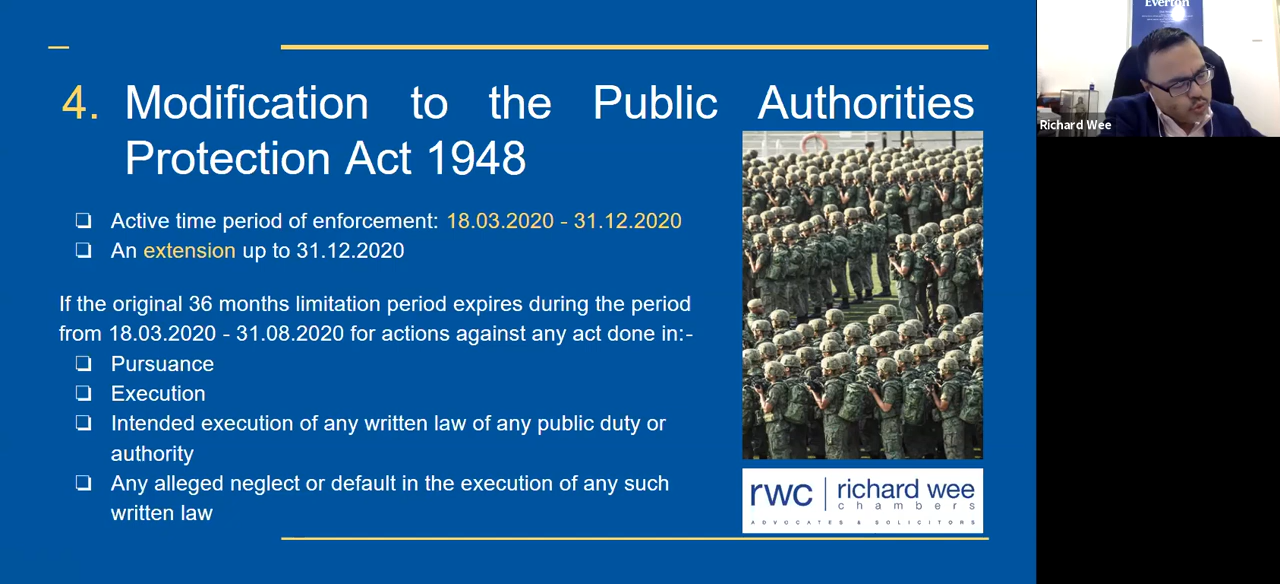 4. Modification to the Public Authorities
Protection Act 1948
❏ Active time period of enforcement: 18.03.2020 - 31.12.2020
❏ An extension up to 31.12.2020
If the original 36 months limitation period expires during the period
from 18.03.2020 - 31.08.2020 for actions against any act done in:-
❏ Pursuance
❏ Execution
❏ Intended execution of any written law of any public duty or
authority
❏ Any alleged neglect or default in the execution of any such
written law
rwc | richard wee
chambers
ADVOCATES & SOLICITORS
Everton
Richard Wee